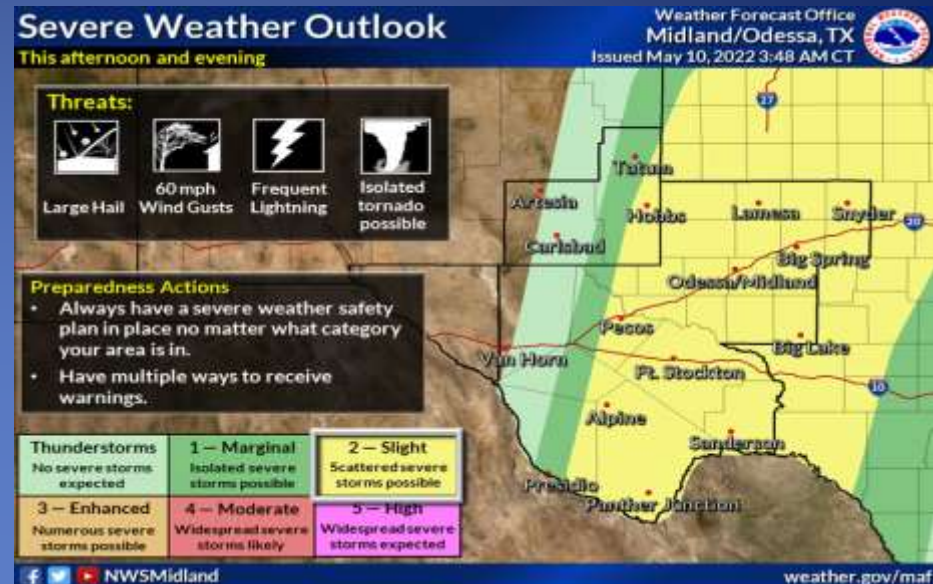 Severe Weather Outlook
This afternoon and evening
Weather Forecast Office
Midland/Odessa, TX
Issued May 10, 2022 3:48 AM CT
Threats:
Large Hail
60 mph
Wind Gusts
Frequent
Lightning
Isolated
tornado
possible
Preparedness Actions
• Always have a severe weather safety
plan in place no matter what category
your area is in.
• Have multiple ways to receive
warnings.
27
Tatum
Artesia
Hobbs
Lamesa
Snyder
20
Carlsbad
Big Spring
Odessa/Midland
Pecos
Big Lake
Van Horn
Ft. Stockton
10
Alpine
Sanderson
Presidio
Panther Junction
Thunderstorms
No severe storms
expected
1 — Marginal
Isolated severe
storms possible
2 — Slight
Scattered severe
storms possible
3 — Enhanced
Numerous severe
storms possible
4 — Moderate
Widespread severe
storms likely
5 — High
Widespread severe
storms expected
NWSMidland
weather.gov/maf